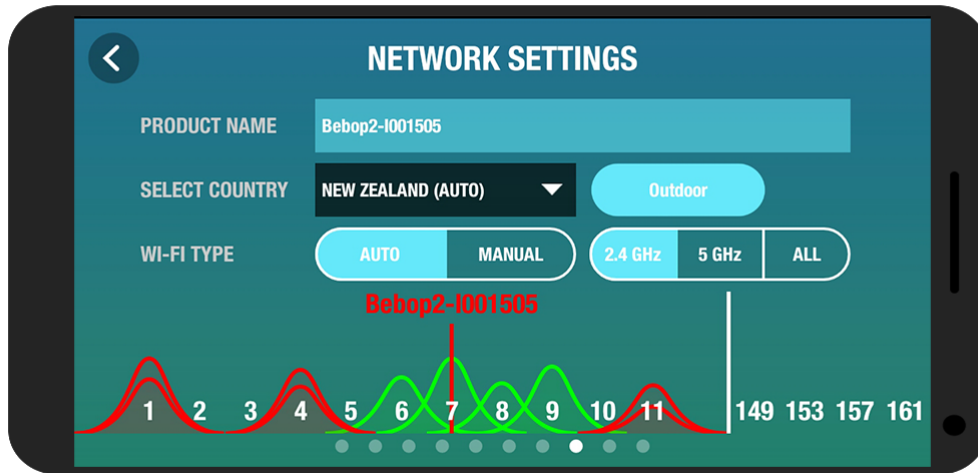 NETWORK SETTINGS
PRODUCT NAME Bebop2-I001505
SELECT COUNTRY NEW ZEALAND (AUTO) Outdoor
WI-FI TYPE AUTO MANUAL 2.4 GHz 5 GHz ALL
Bebop2-I001505
1 2 3 4 5 6 7 8 9 10 11 149 153 157 161